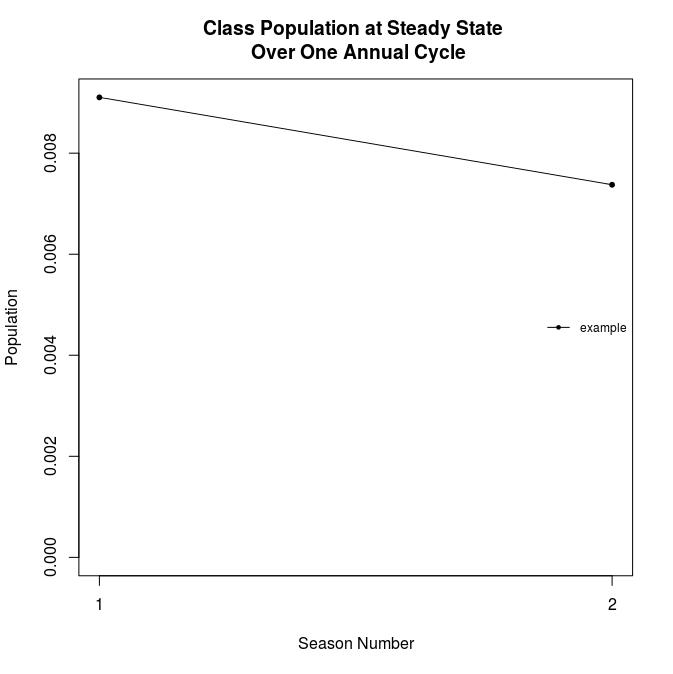 Class Population at Steady State
Over One Annual Cycle
Population
0.008
0.006
0.004
0.002
0.000
example
1
2
Season Number